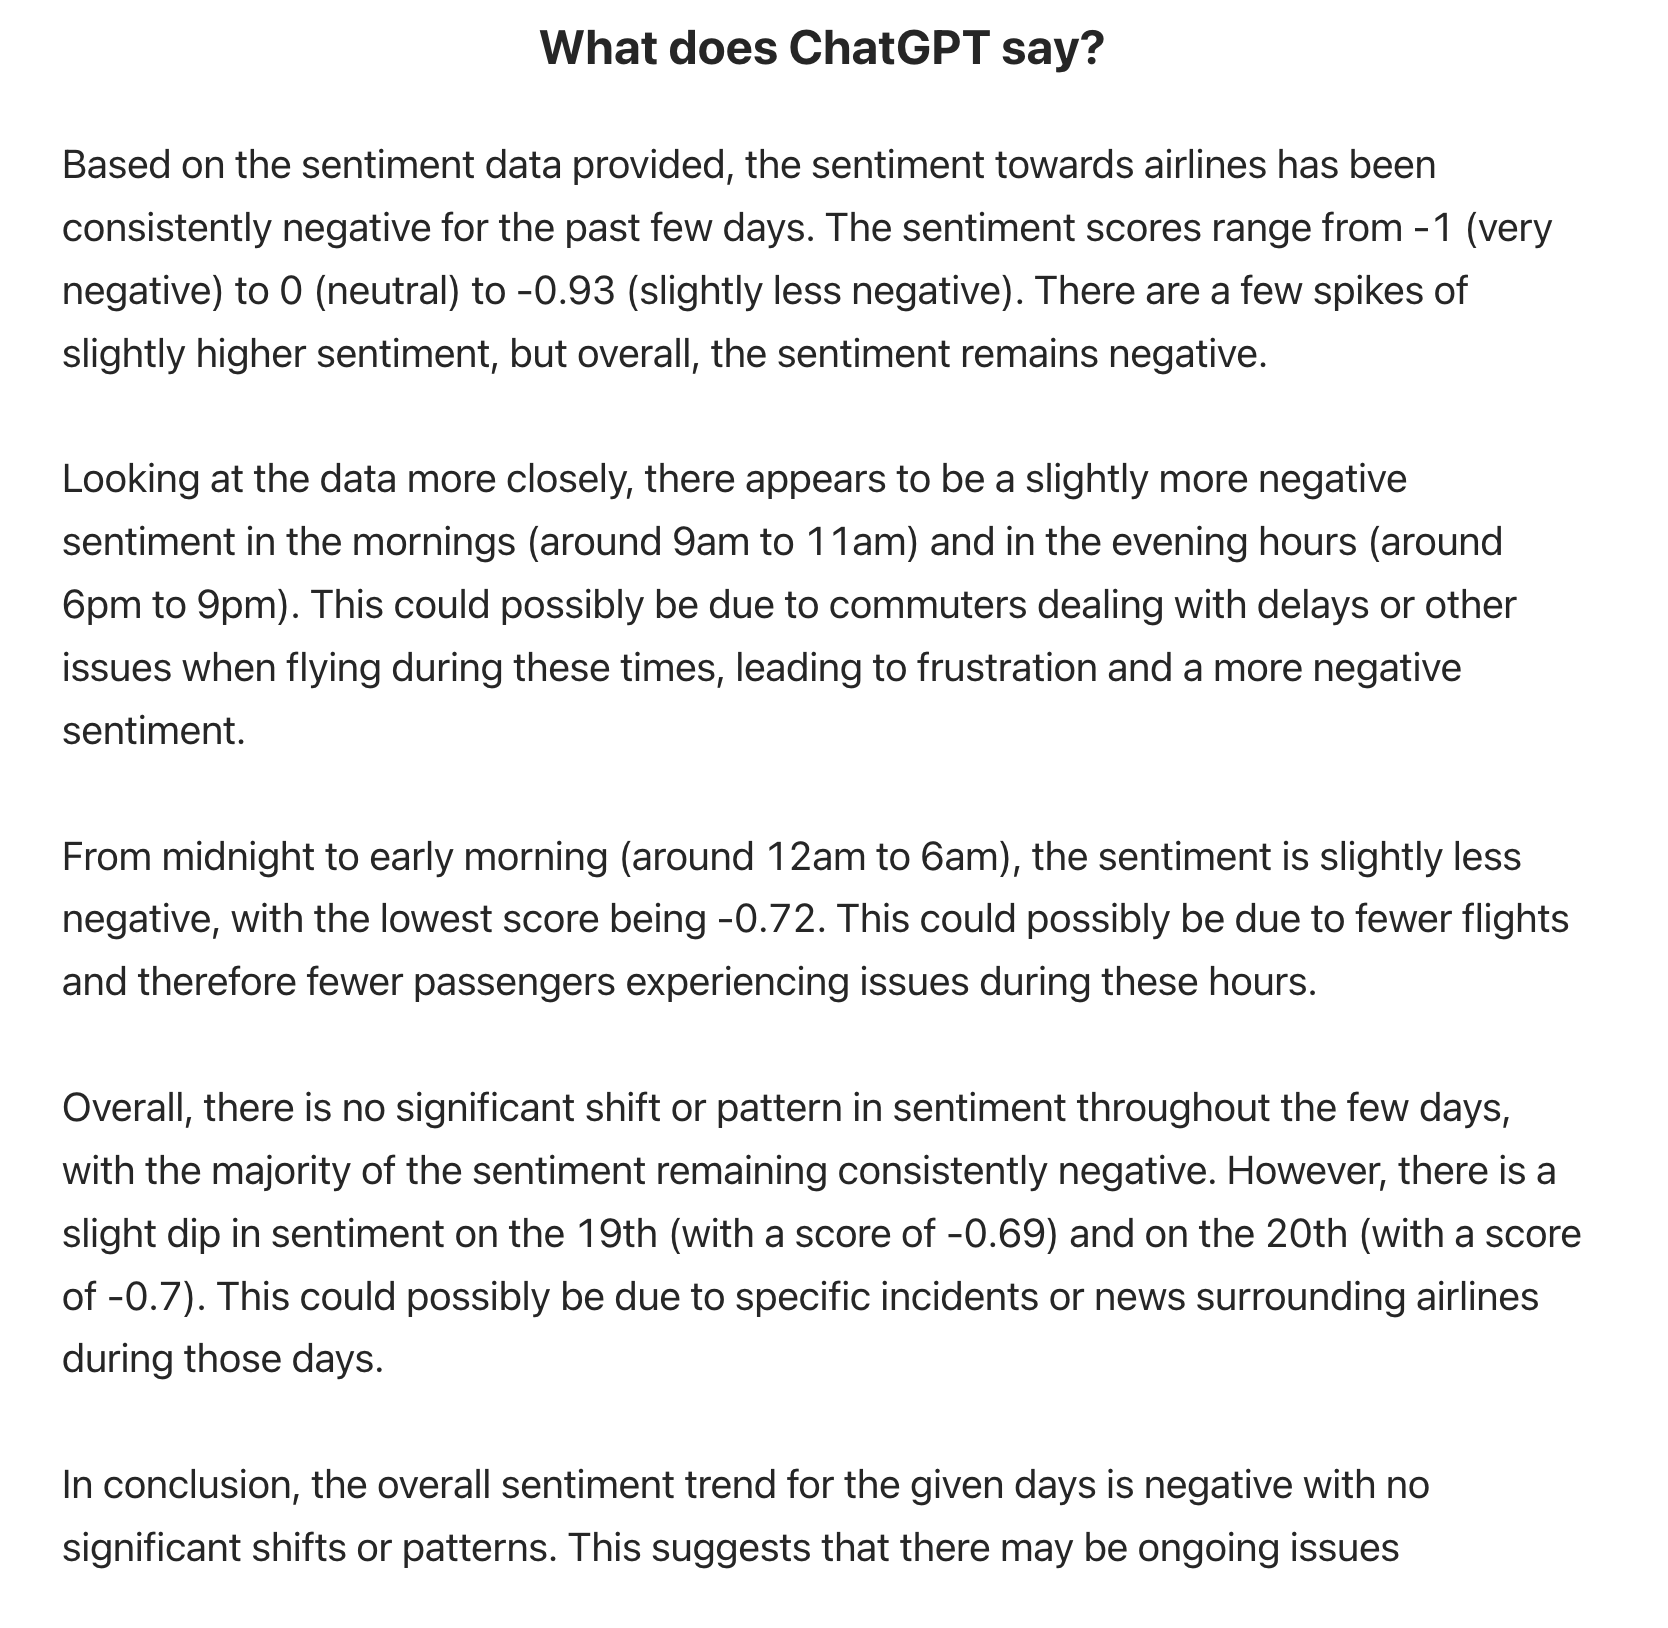 What does ChatGPT say?
Based on the sentiment data provided, the sentiment towards airlines has been
consistently negative for the past few days. The sentiment scores range from -1 (very
negative) to 0 (neutral) to -0.93 (slightly less negative). There are a few spikes of
slightly higher sentiment, but overall, the sentiment remains negative.
Looking at the data more closely, there appears to be a slightly more negative
sentiment in the mornings (around 9am to 11am) and in the evening hours (around
6pm to 9pm). This could possibly be due to commuters dealing with delays or other
issues when flying during these times, leading to frustration and a more negative
sentiment.
From midnight to early morning (around 12am to 6am), the sentiment is slightly less
negative, with the lowest score being -0.72. This could possibly be due to fewer flights
and therefore fewer passengers experiencing issues during these hours.
Overall, there is no significant shift or pattern in sentiment throughout the few days,
with the majority of the sentiment remaining consistently negative. However, there is a
slight dip in sentiment on the 19th (with a score of -0.69) and on the 20th (with a score
of -0.7). This could possibly be due to specific incidents or news surrounding airlines
during those days.
In conclusion, the overall sentiment trend for the given days is negative with no
significant shifts or patterns. This suggests that there may be ongoing issues